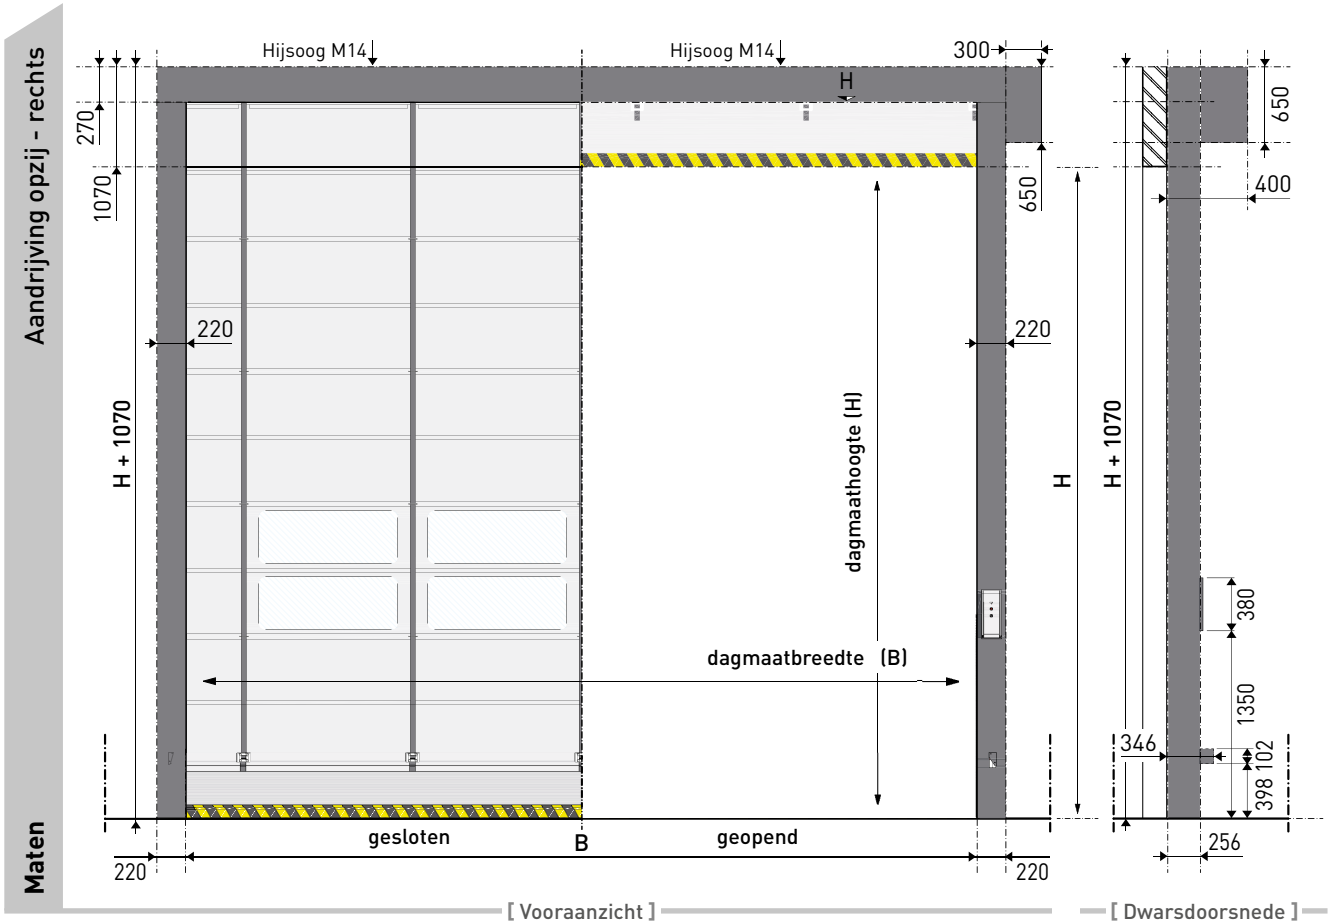 Aandrijving opzij - rechts
Maten
Hijsoog M14
Hijsoog M14
300
H
270
1070
650
650
400
220
220
H + 1070
dagmaathoogte (H)
H
H + 1070
dagmaatbreedte (B)
380
1350
346
102
398
gesloten
B
geopend
220
220
256
[ Vooraanzicht ]
[ Dwarsdoorsnede ]